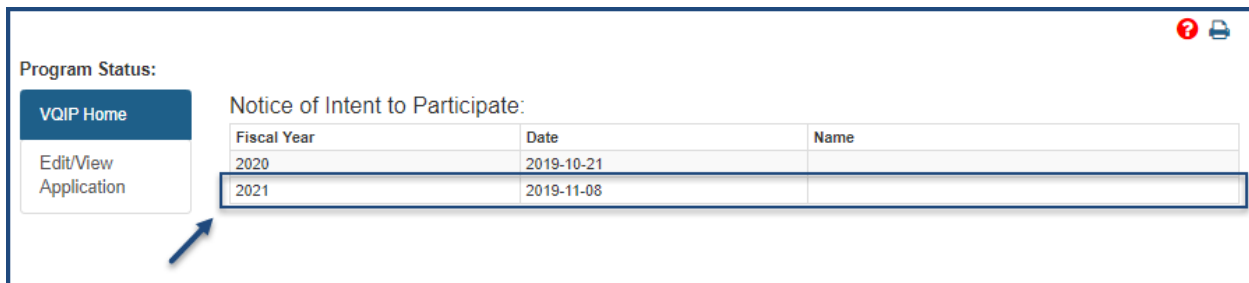 Program Status:
VQIP Home
Edit/View
Application
Notice of Intent to Participate:
Fiscal Year Date Name
2020 2019-10-21
2021 2019-11-08